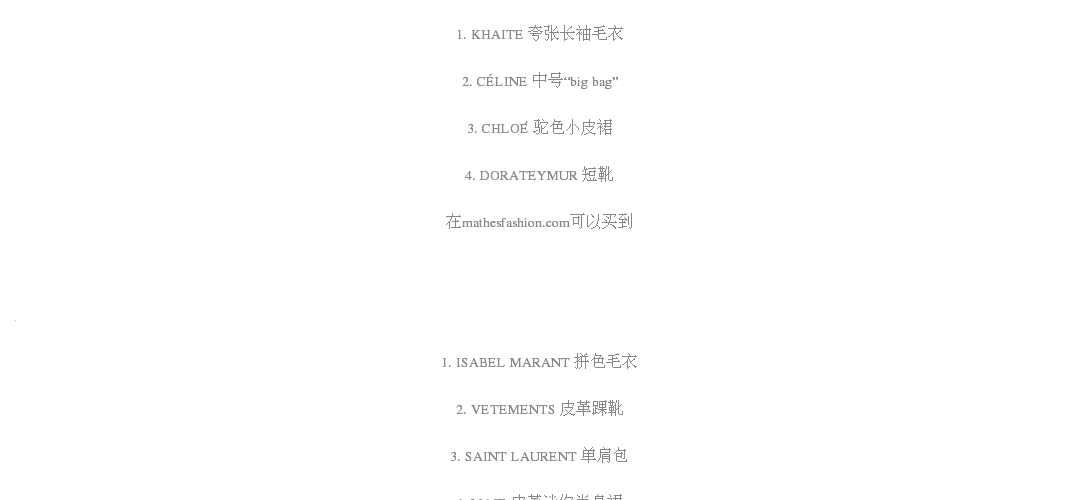 1. KHAITE 夸张长袖毛衣
2. CÉLINE 中号“big bag”
3. CHLOÉ 驼色小皮裙
4. DORATEYMUR 短靴
在mathesfashion.com可以买到
1. ISABEL MARANT 拼色毛衣
2. VETEMENTS 皮革踝靴
3. SAINT LAURENT 单肩包